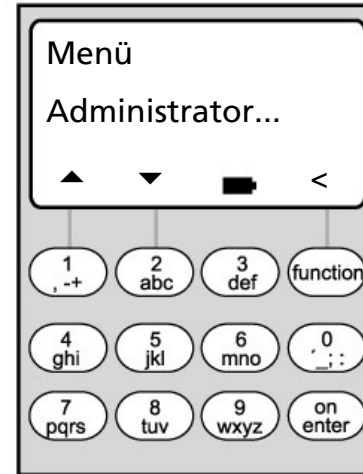 Menü
Administrator...
<
1 2 3 function
, -+ abc def
4 5 6 0
ghi jkl mno ´_; :
7 8 9 on
pqrs tuv wxyz enter